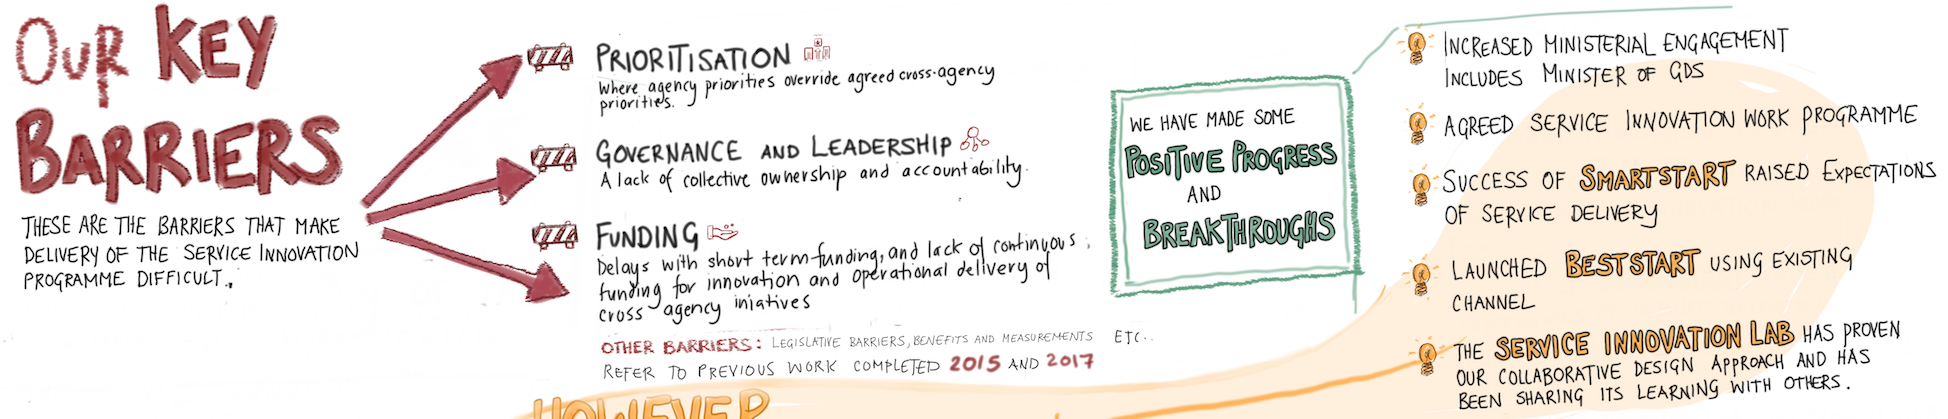 OUR KEY
BARRIERS
THESE ARE THE BARRIERS THAT MAKE
DELIVERY OF THE SERVICE INNOVATION
PROGRAMME DIFFICULT.
PRIORITISATION
where agency priorities override agreed cross-agency
priorities.
GOVERNANCE AND LEADERSHIP
A lack of collective ownership and accountability.
FUNDING
Delays with short term-funding, and lack of continuous
funding for innovation and operational delivery of
cross agency iniatives
OTHER BARRIERS: LEGISLATIVE BARRIERS, BENEFITS AND MEASUREMENTS ETC..
REFER TO PREVIOUS WORK COMPLETED 2015 AND 2017
HOWEVER
WE HAVE MADE SOME
POSITIVE PROGRESS
AND
BREAKTHROUGHS
INCREASED MINISTERIAL ENGAGEMENT
INCLUDES MINISTER OF GDS
AGREED SERVICE INNOVATION WORK PROGRAMME
SUCCESS OF SMARTSTART RAISED EXPECTATIONS
OF SERVICE DELIVERY
LAUNCHED BESTSTART USING EXISTING
CHANNEL
THE SERVICE INNOVATION LAB HAS PROVEN
OUR COLLABORATIVE DESIGN APPROACH AND HAS
BEEN SHARING ITS LEARNING WITH OTHERS.